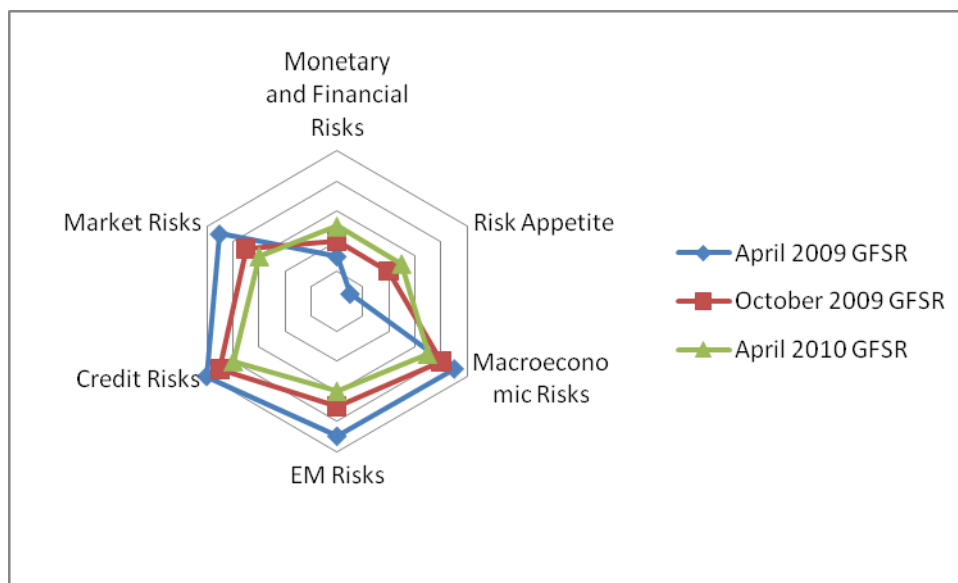 Monetary
and Financial
Risks
Market Risks
Risk Appetite
April 2009 GFSR
October 2009 GFSR
April 2010 GFSR
Credit Risks
Macroecono
mic Risks
EM Risks